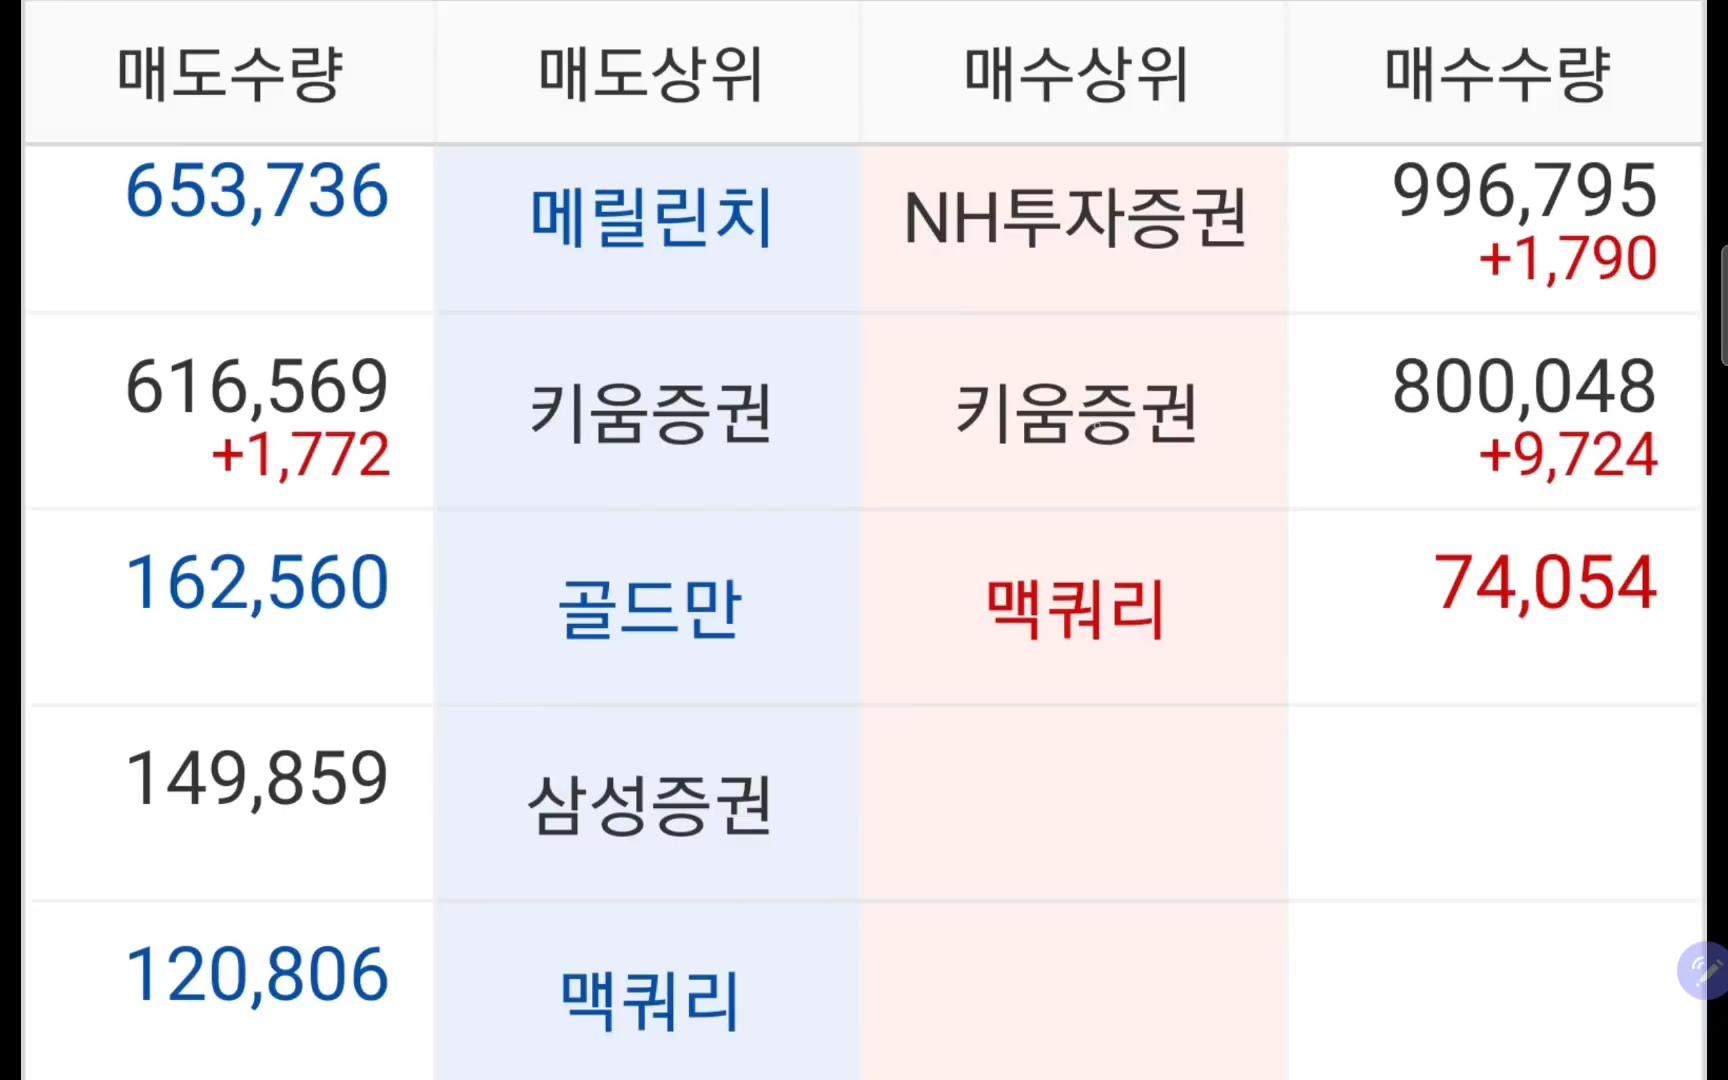 매도수량 매도상위 매수상위 매수수량
653,736 메릴린치 NH투자증권 996,795
+1,790
616,569 키움증권 키움증권 800,048
+1,772 +9,724
162,560 골드만 맥쿼리 74,054
149,859 삼성증권
120,806 맥쿼리